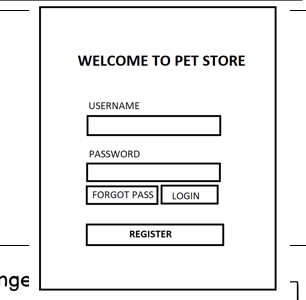 WELCOME TO PET STORE
USERNAME
PASSWORD
FORGOT PASS LOGIN
REGISTER
nge